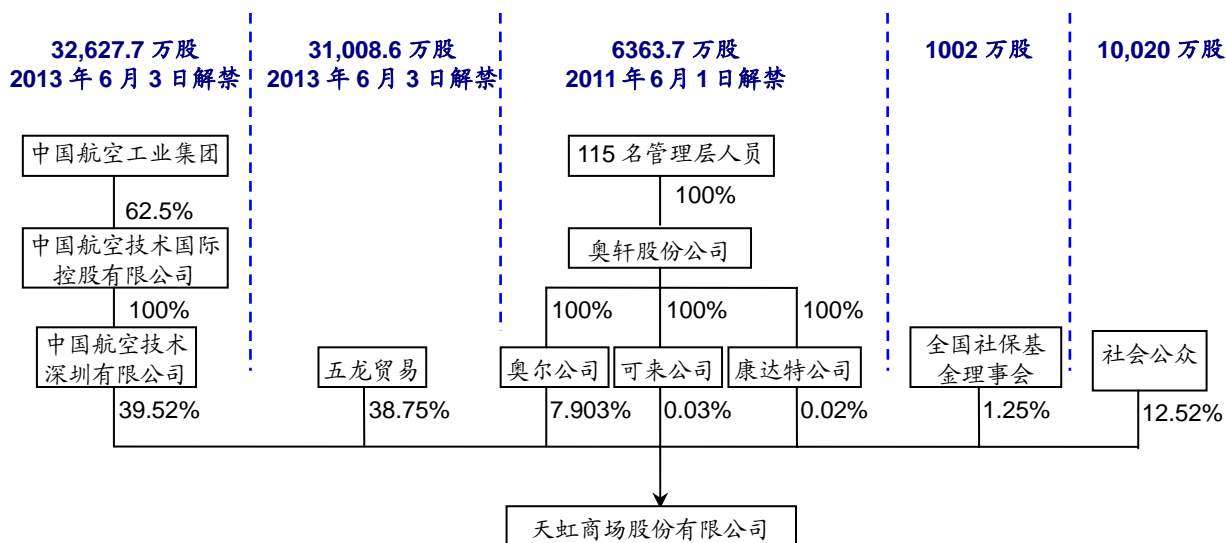 32,627.7 万股
2013 年 6 月 3 日解禁
31,008.6 万股
2013 年 6 月 3 日解禁
6363.7 万股
2011 年 6 月 1 日解禁
1002 万股
10,020 万股
中国航空工业集团
115 名管理层人员
62.5%
100%
中国航空技术国际
控股有限公司
奥轩股份公司
100%
100%
100%
100%
中国航空技术
深圳有限公司
五龙贸易
奥尔公司
可来公司
康达特公司
全国社保基
金理事会
社会公众
39.52%
38.75%
7.903%
0.03%
0.02%
1.25%
12.52%
天虹商场股份有限公司